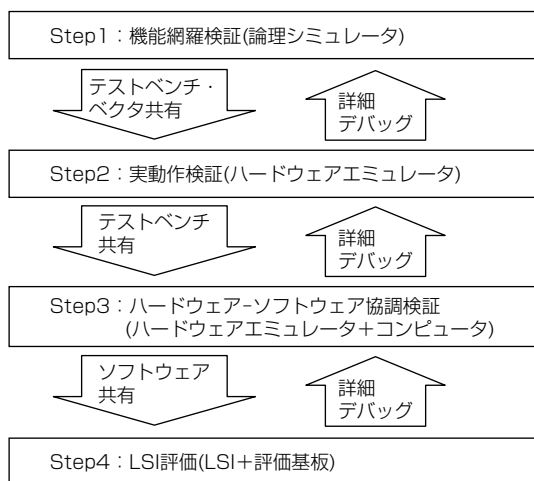 Step1：機能網羅検証(論理シミュレータ)
テストベンチ・
ベクタ共有
詳細
デバッグ
Step2：実動作検証(ハードウェアエミュレータ)
テストベンチ
共有
詳細
デバッグ
Step3：ハードウェア-ソフトウェア協調検証
(ハードウェアエミュレータ＋コンピュータ)
ソフトウェア
共有
詳細
デバッグ
Step4：LSI評価(LSI＋評価基板)